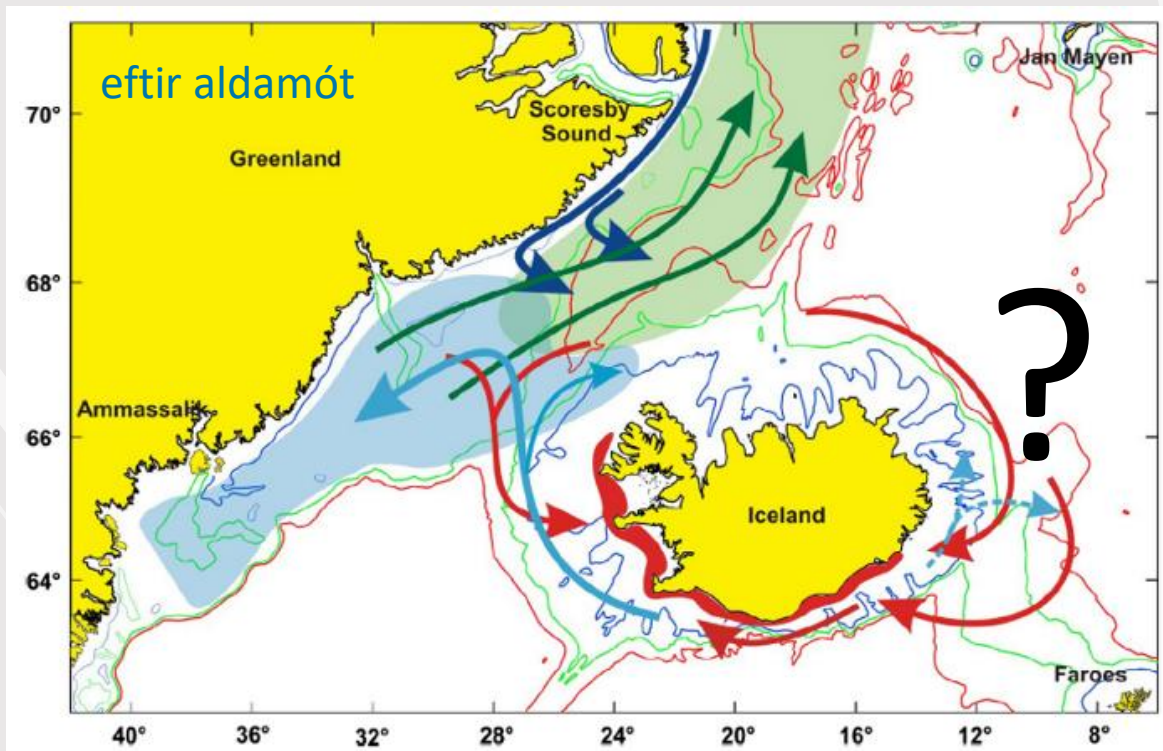 eftir aldamót
Jan Mayen
70°
Scoresby
Sound
Greenland
68°
?
Ammassalik
66°
Iceland
64°
Faroes
40°
36°
32°
28°
24°
20°
16°
12°
8°